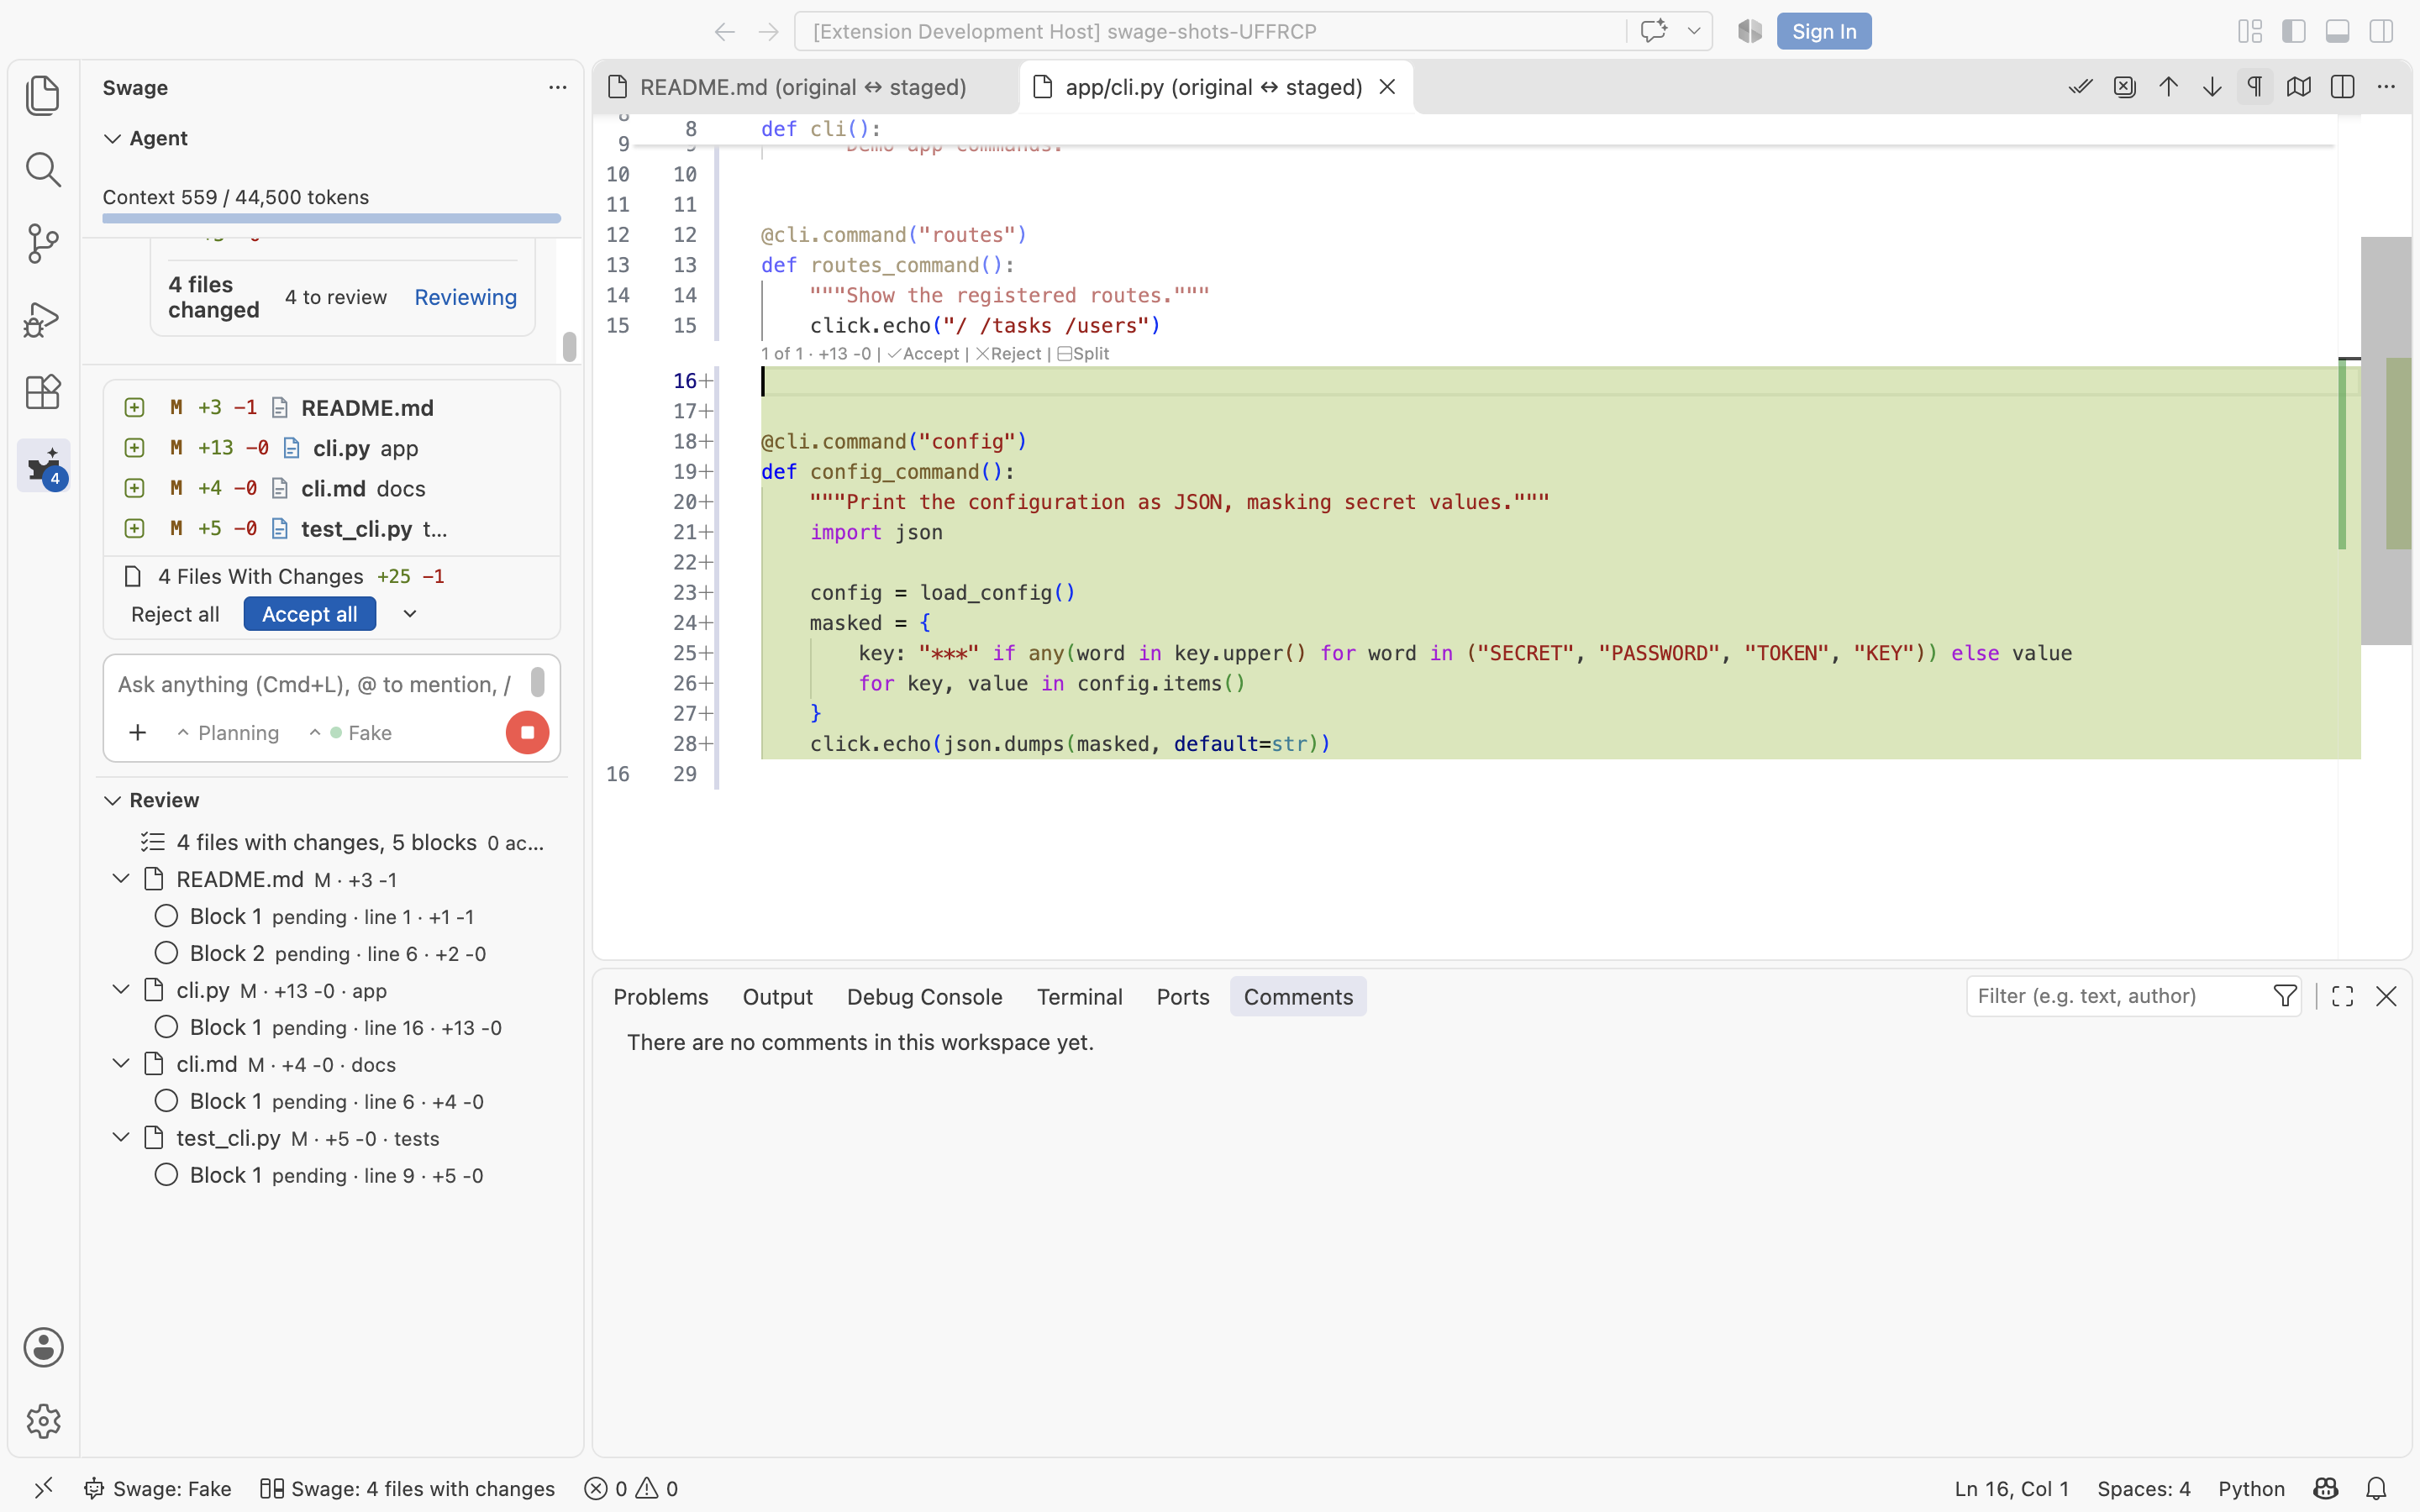 [Extension Development Host] swage-shots-UFFRCP
Sign In
Swage
Agent
Context 559 / 44,500 tokens
4 files changed
4 to review
Reviewing
M +3 −1 README.md
M +13 −0 cli.py app
M +4 −0 cli.md docs
M +5 −0 test_cli.py t...
4 Files With Changes +25 −1
Reject all
Accept all
Ask anything (Cmd+L), @ to mention, /
Planning
Fake
Review
4 files with changes, 5 blocks 0 ac...
README.md M · +3 -1
Block 1 pending · line 1 · +1 -1
Block 2 pending · line 6 · +2 -0
cli.py M · +13 -0 · app
Block 1 pending · line 16 · +13 -0
cli.md M · +4 -0 · docs
Block 1 pending · line 6 · +4 -0
test_cli.py M · +5 -0 · tests
Block 1 pending · line 9 · +5 -0
4
README.md (original ↔ staged)
app/cli.py (original ↔ staged)
8 def cli():
9 9 Demo app commands.
10 10
11 11
12 12 @cli.command("routes")
13 13 def routes_command():
14 14 """Show the registered routes."""
15 15 click.echo("/ /tasks /users")
1 of 1 · +13 -0 | Accept | Reject | Split
16+
17+
18+ @cli.command("config")
19+ def config_command():
20+ """Print the configuration as JSON, masking secret values."""
21+ import json
22+
23+ config = load_config()
24+ masked = {
25+ key: "***" if any(word in key.upper() for word in ("SECRET", "PASSWORD", "TOKEN", "KEY")) else value
26+ for key, value in config.items()
27+ }
28+ click.echo(json.dumps(masked, default=str))
16 29
Problems
Output
Debug Console
Terminal
Ports
Comments
Filter (e.g. text, author)
There are no comments in this workspace yet.
Swage: Fake
Swage: 4 files with changes
0
0
Ln 16, Col 1
Spaces: 4
Python